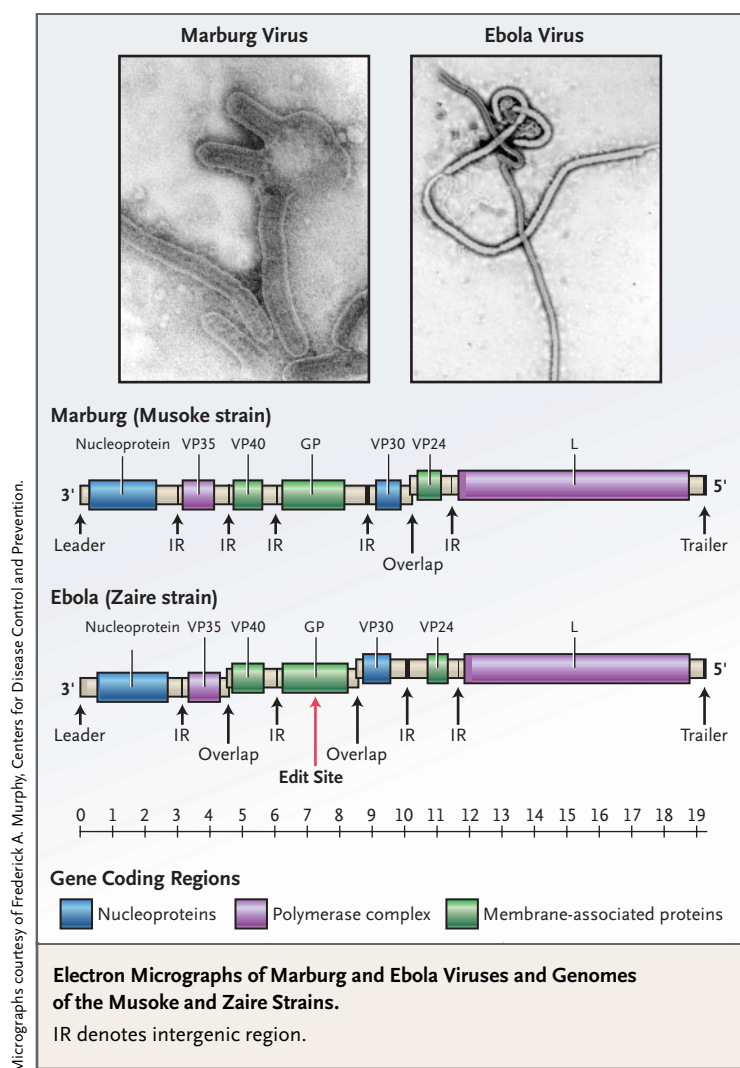 Marburg Virus
Ebola Virus
Micrographs courtesy of Frederick A. Murphy, Centers for Disease Control and Prevention.
Marburg (Musoke strain)
Nucleoprotein VP35 VP40 GP VP30 VP24 L
3' 5'
Leader IR IR IR IR Overlap IR Trailer
Ebola (Zaire strain)
Nucleoprotein VP35 VP40 GP VP30 VP24 L
3' 5'
Leader IR Overlap IR Overlap IR IR Trailer
Edit Site
0 1 2 3 4 5 6 7 8 9 10 11 12 13 14 15 16 17 18 19
Gene Coding Regions
Nucleoproteins Polymerase complex Membrane-associated proteins
Electron Micrographs of Marburg and Ebola Viruses and Genomes
of the Musoke and Zaire Strains.
IR denotes intergenic region.